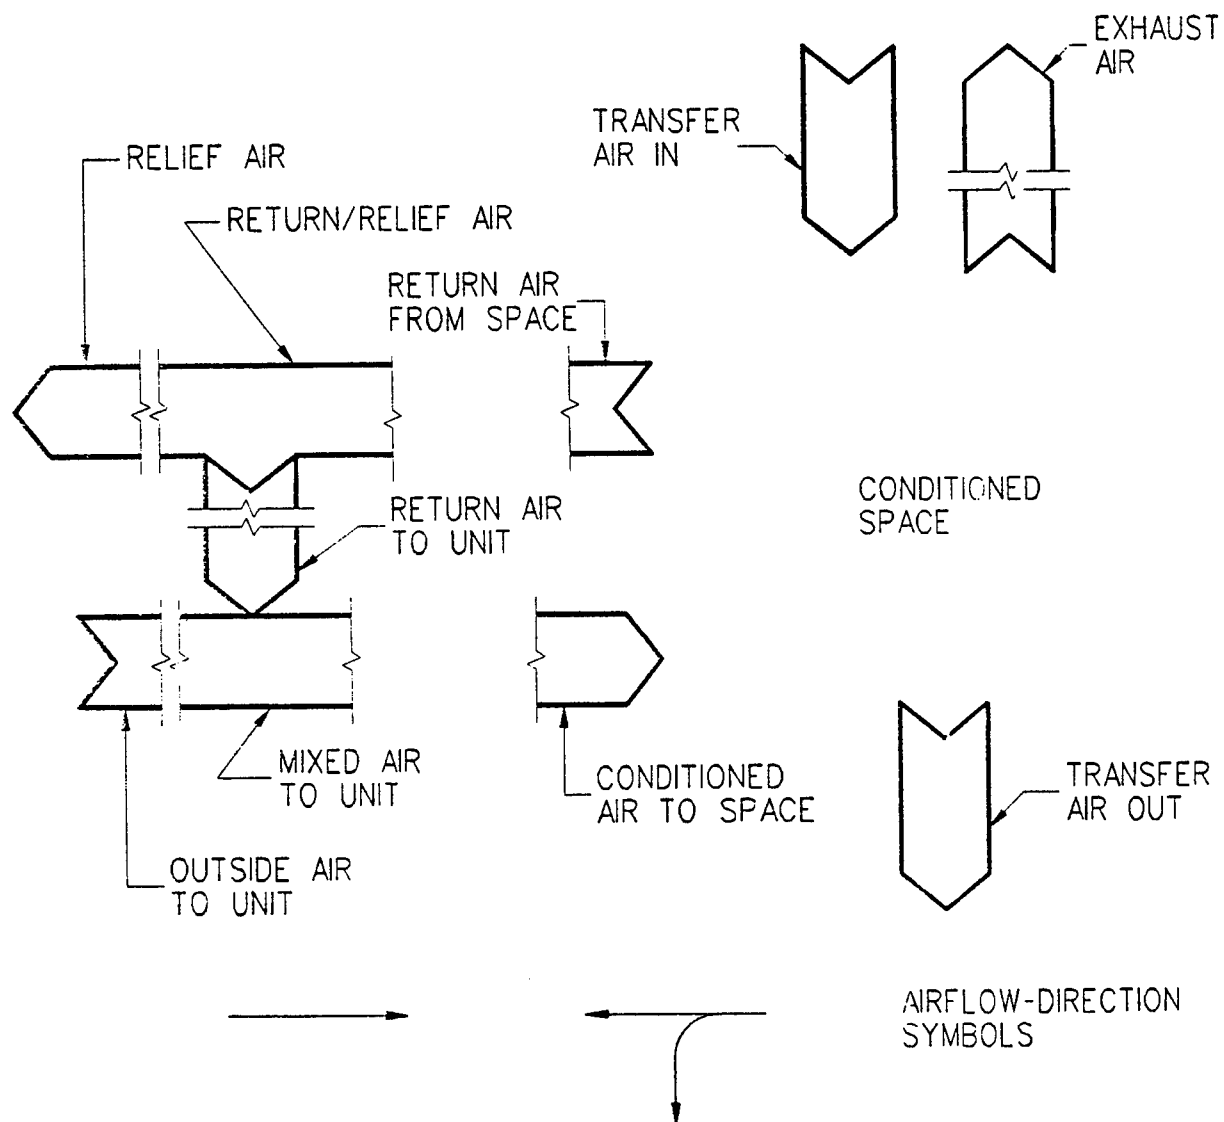 EXHAUST
AIR
TRANSFER
AIR IN
RELIEF AIR
RETURN/RELIEF AIR
RETURN AIR
FROM SPACE
CONDITIONED
SPACE
RETURN AIR
TO UNIT
MIXED AIR
TO UNIT
CONDITIONED
AIR TO SPACE
TRANSFER
AIR OUT
OUTSIDE AIR
TO UNIT
AIRFLOW-DIRECTION
SYMBOLS